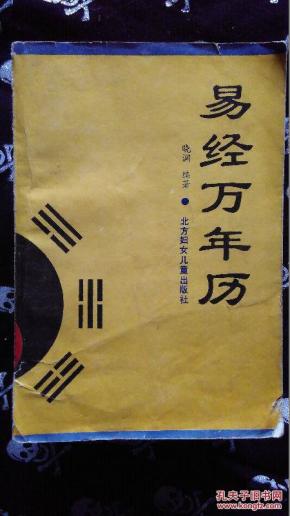 易经万年历
晓渊 编著
北方妇女儿童出版社
孔夫子旧书网